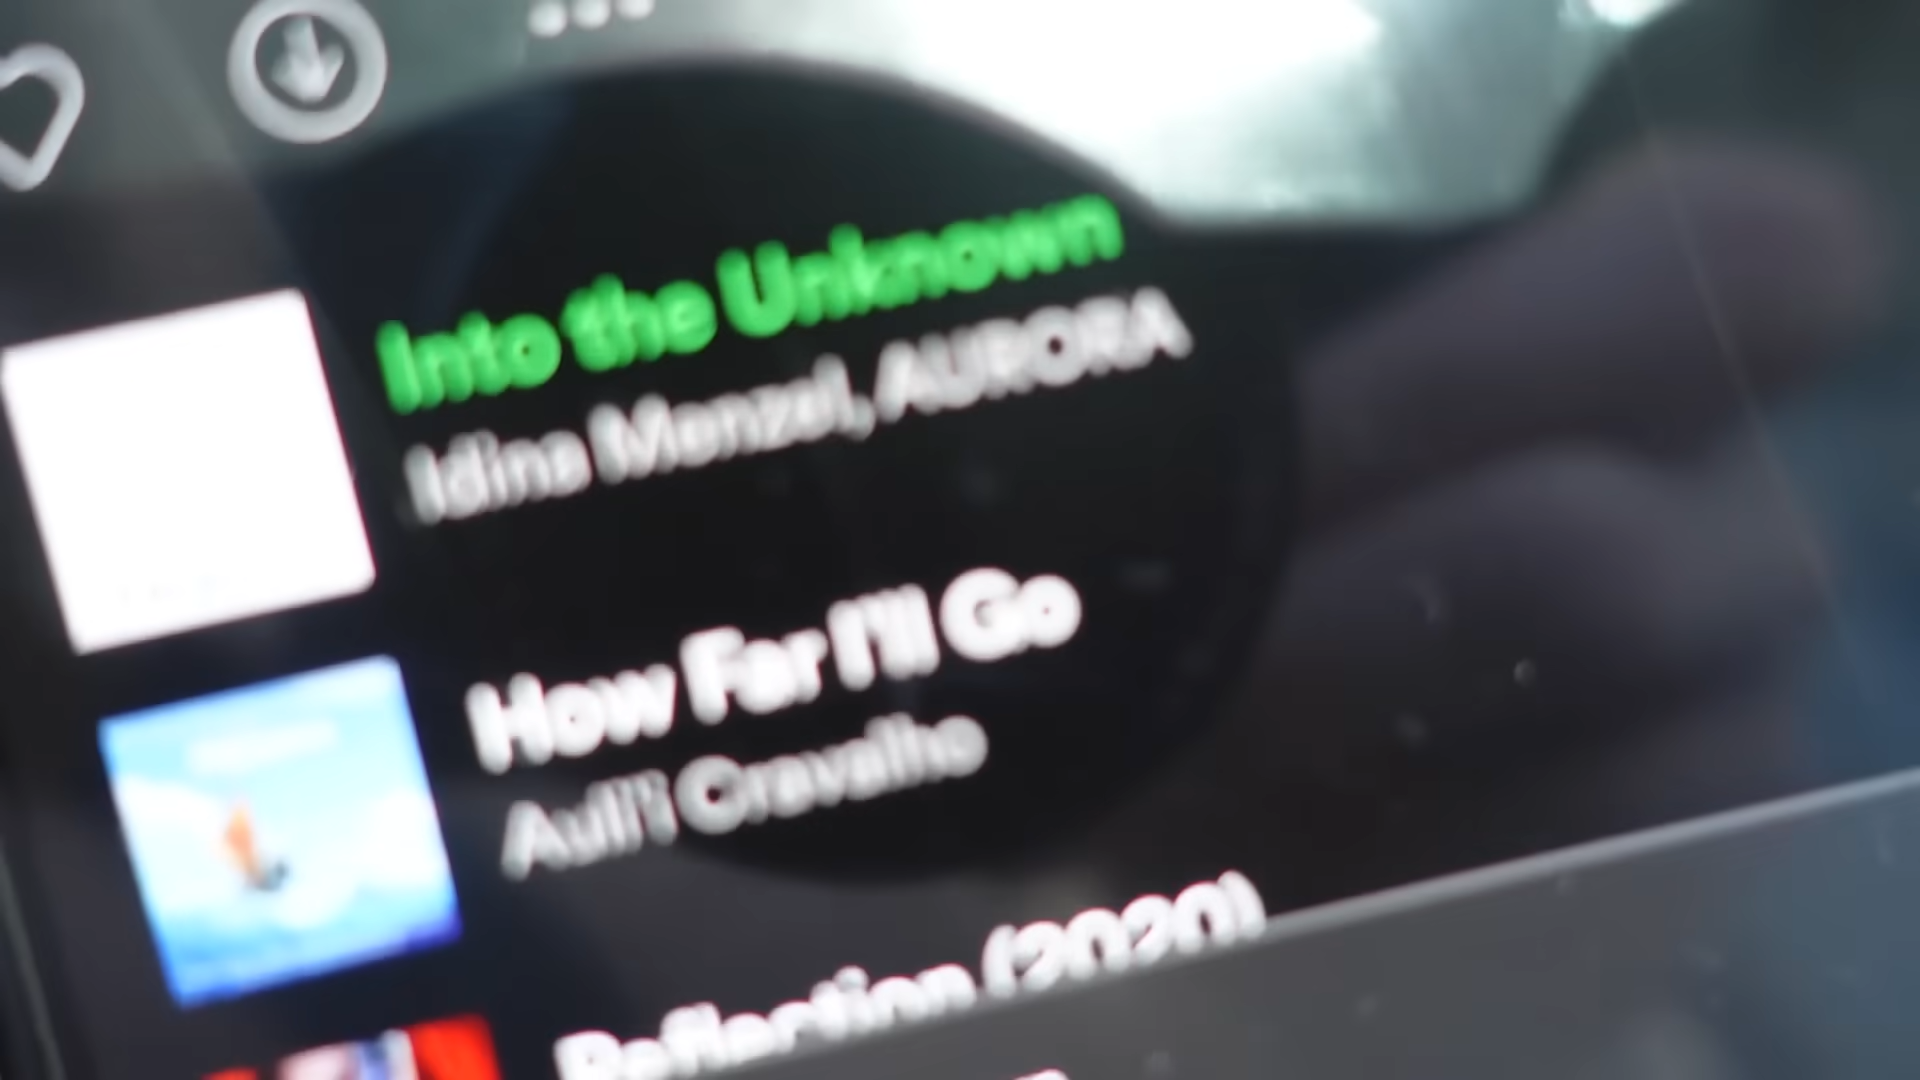 Into the Unknown
Idina Menzel, AURORA
How Far I'll Go
Auli'i Cravalho
Reflection (2020)